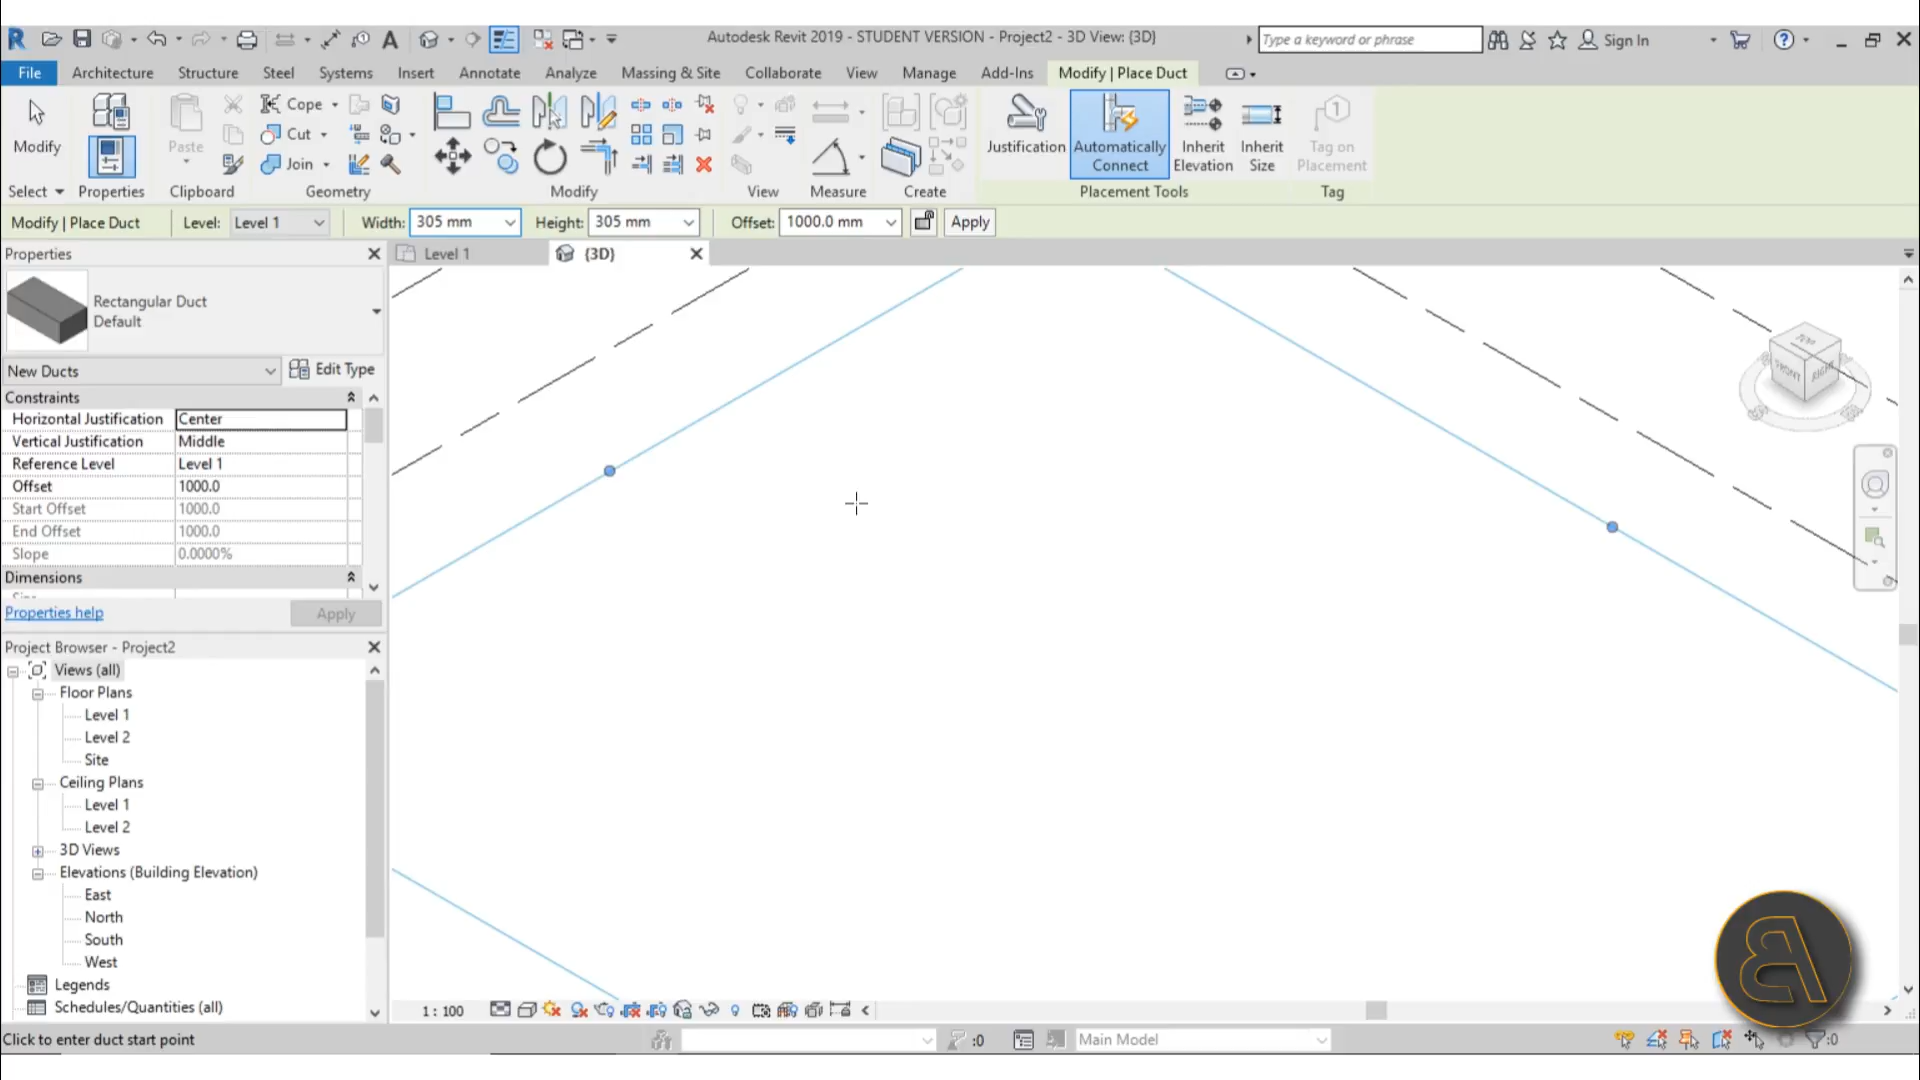 Autodesk Revit 2019 - STUDENT VERSION - Project2 - 3D View: {3D}
Type a keyword or phrase
Sign In
File Architecture Structure Steel Systems Insert Annotate Analyze Massing & Site Collaborate View Manage Add-Ins Modify | Place Duct
Cope
Cut
Join
Modify
Paste
Justification
Automatically Connect
Inherit Elevation
Inherit Size
Tag on Placement
Select Properties Clipboard Geometry Modify View Measure Create Placement Tools Tag
Modify | Place Duct Level: Level 1 Width: 305 mm Height: 305 mm Offset: 1000.0 mm Apply
Properties
Level 1
{3D}
Rectangular Duct
Default
New Ducts
Edit Type
Constraints
Horizontal Justification Center
Vertical Justification Middle
Reference Level Level 1
Offset 1000.0
Start Offset 1000.0
End Offset 1000.0
Slope 0.0000%
Dimensions
Properties help
Apply
Project Browser - Project2
Views (all)
Floor Plans
Level 1
Level 2
Site
Ceiling Plans
Level 1
Level 2
3D Views
Elevations (Building Elevation)
East
North
South
West
Legends
Schedules/Quantities (all)
TOP
FRONT
RIGHT
1 : 100
Click to enter duct start point
:0
Main Model
:0